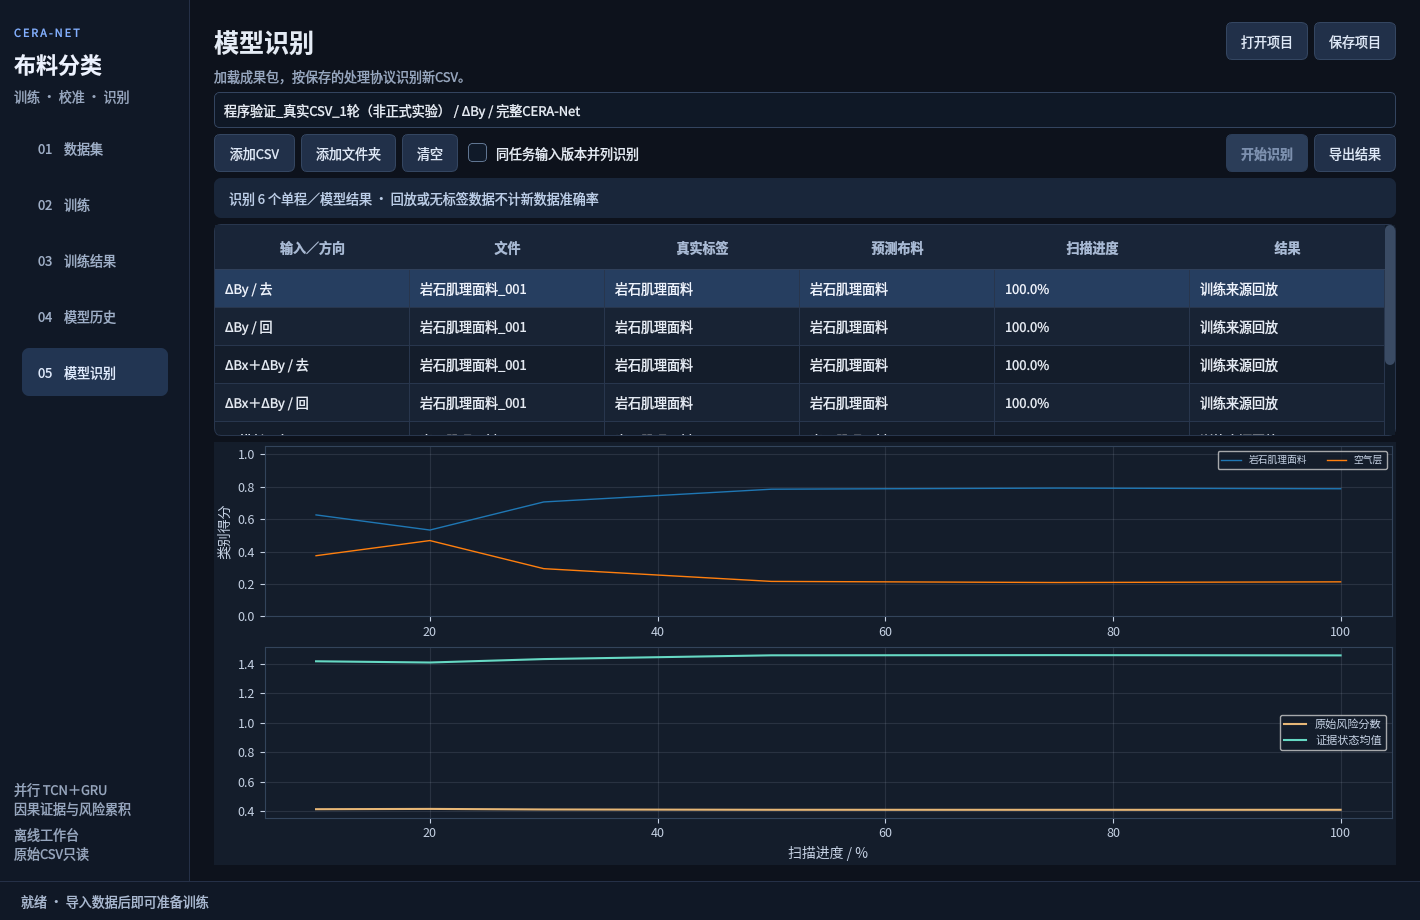 CERA-NET
布料分类
训练 · 校准 · 识别
01 数据集
02 训练
03 训练结果
04 模型历史
05 模型识别
并行 TCN＋GRU
因果证据与风险累积
离线工作台
原始CSV只读
模型识别
打开项目 保存项目
加载成果包，按保存的处理协议识别新CSV。
程序验证_真实CSV_1轮（非正式实验） / ΔBy / 完整CERA-Net
添加CSV 添加文件夹 清空 同任务输入版本并列识别 开始识别 导出结果
识别 6 个单程／模型结果 · 回放或无标签数据不计新数据准确率
输入／方向 文件 真实标签 预测布料 扫描进度 结果
ΔBy / 去 岩石肌理面料_001 岩石肌理面料 岩石肌理面料 100.0% 训练来源回放
ΔBy / 回 岩石肌理面料_001 岩石肌理面料 岩石肌理面料 100.0% 训练来源回放
ΔBx＋ΔBy / 去 岩石肌理面料_001 岩石肌理面料 岩石肌理面料 100.0% 训练来源回放
ΔBx＋ΔBy / 回 岩石肌理面料_001 岩石肌理面料 岩石肌理面料 100.0% 训练来源回放
岩石肌理面料 空气层
类别得分
1.0
0.8
0.6
0.4
0.2
0.0
20 40 60 80 100
1.4
1.2
1.0
0.8
0.6
0.4
原始风险分数
证据状态均值
20 40 60 80 100
扫描进度 / %
就绪 · 导入数据后即可准备训练